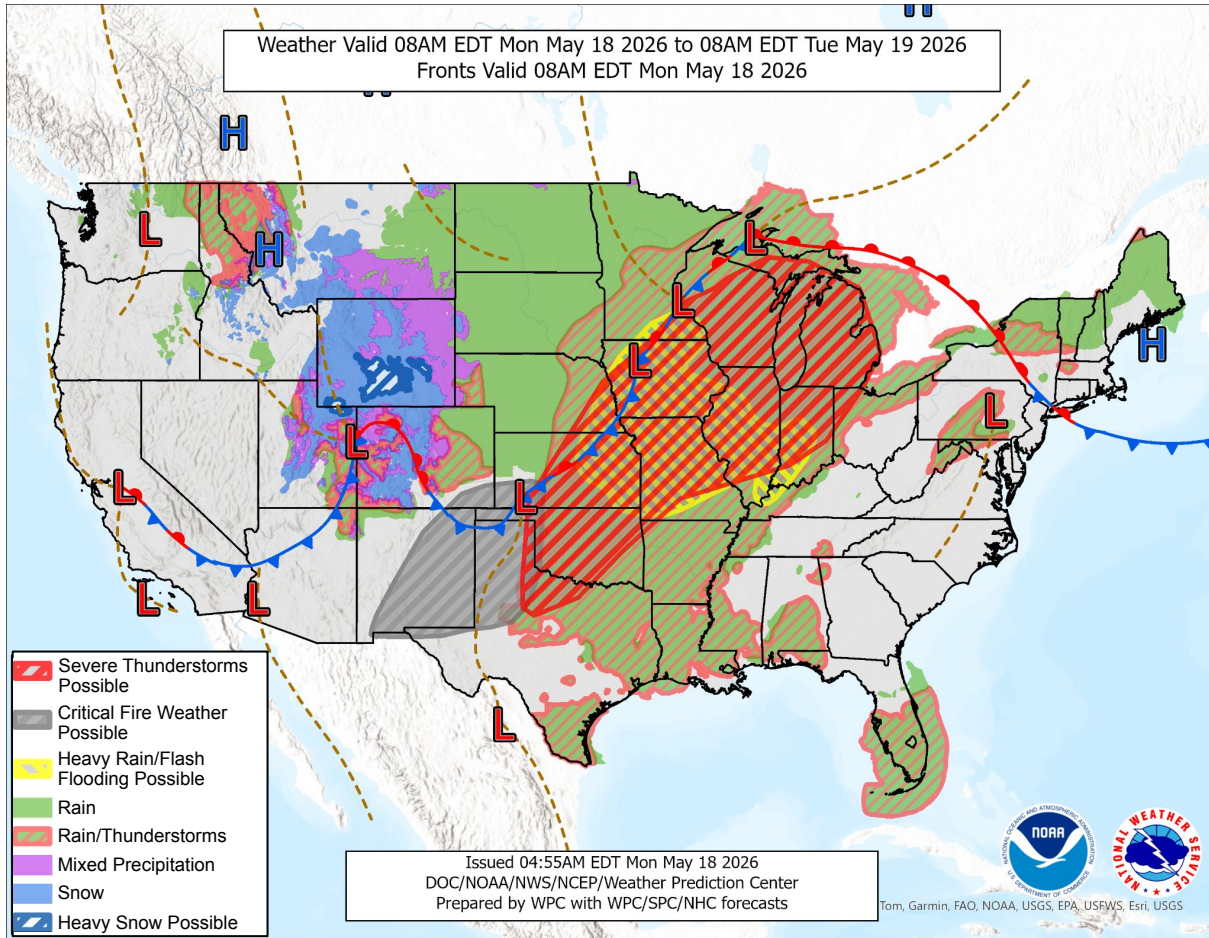 Weather Valid 08AM EDT Mon May 18 2026 to 08AM EDT Tue May 19 2026
Fronts Valid 08AM EDT Mon May 18 2026
H
H
H
L
H
L
L
L
H
L
L
L
L
L
L
L
L
Severe Thunderstorms
Possible
Critical Fire Weather
Possible
Heavy Rain/Flash
Flooding Possible
Rain
Rain/Thunderstorms
Mixed Precipitation
Snow
Heavy Snow Possible
Issued 04:55AM EDT Mon May 18 2026
DOC/NOAA/NWS/NCEP/Weather Prediction Center
Prepared by WPC with WPC/SPC/NHC forecasts
NATIONAL OCEANIC AND ATMOSPHERIC ADMINISTRATION
NOAA
U.S. DEPARTMENT OF COMMERCE
NATIONAL WEATHER SERVICE
Tom, Garmin, FAO, NOAA, USGS, EPA, USFWS, Esri, USGS